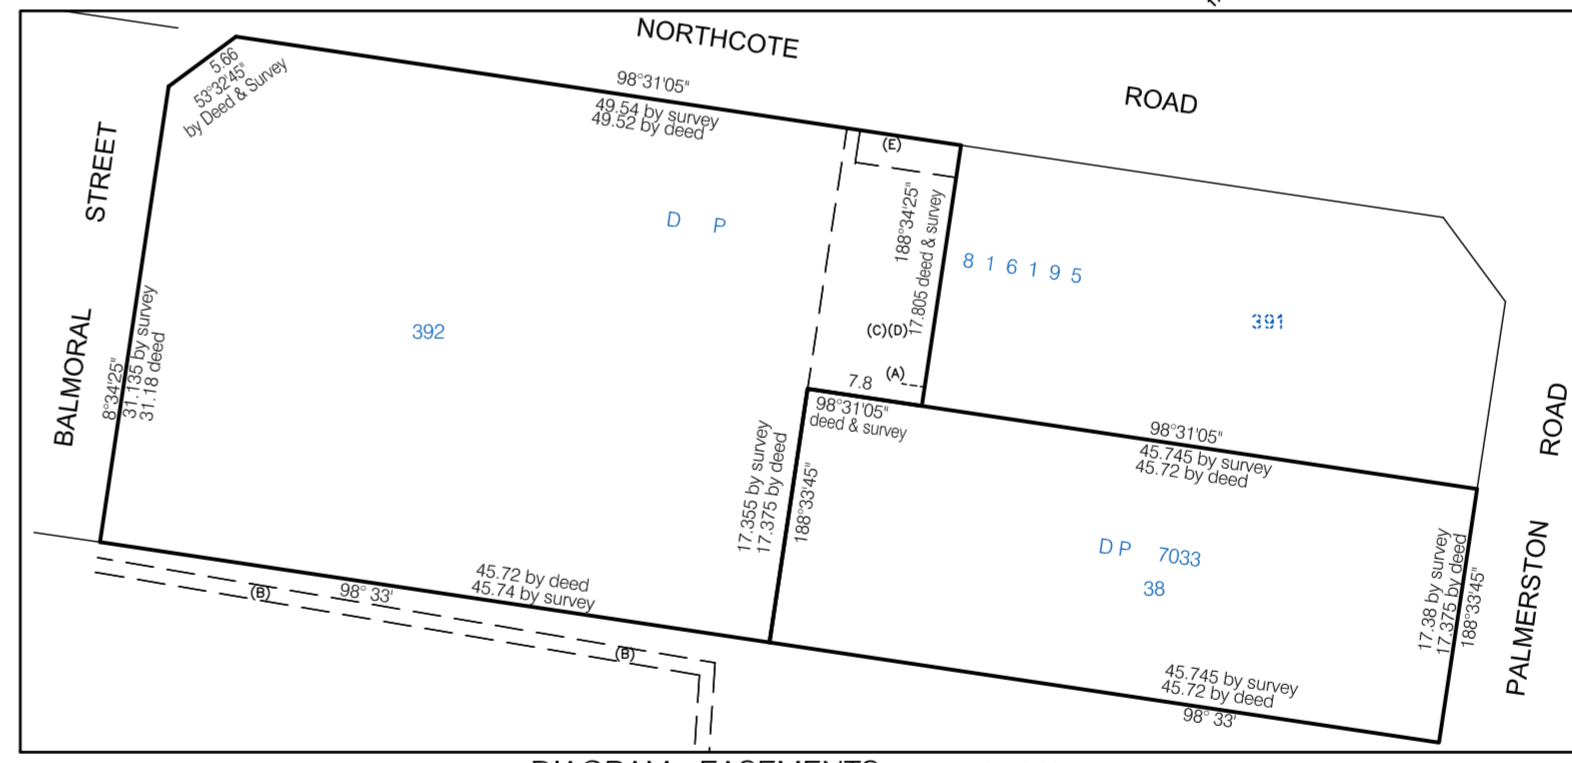 NORTHCOTE
ROAD
5.66
53°32'45"
by Deed & Survey
98°31'05"
49.54 by survey
49.52 by deed
(E)
STREET
BALMORAL
D P
188°34'25"
17.805 deed & survey
8 1 6 1 9 5
391
392
8°34'25"
31.135 by survey
31.18 deed
(C)(D)
(A)
7.8
98°31'05"
deed & survey
98°31'05"
45.745 by survey
45.72 by deed
ROAD
PALMERSTON
17.355 by survey
17.375 by deed
188°33'45"
D P 7033
38
17.38 by survey
17.375 by deed
188°33'45"
45.72 by deed
45.74 by survey
98° 33'
(B)
(B)
45.745 by survey
45.72 by deed
98° 33'
DIAGRAM - EASEMENTS